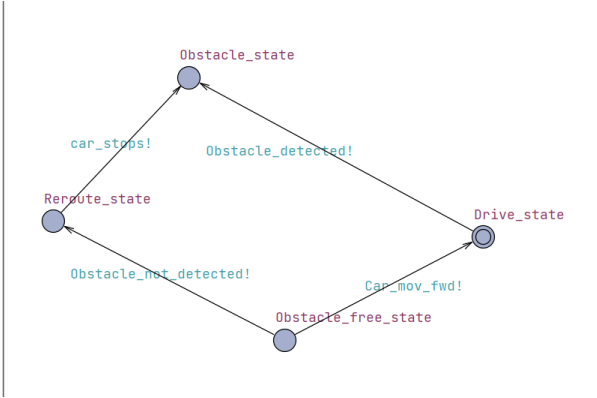 Obstacle_state
car_stops!
Obstacle_detected!
Reroute_state
Drive_state
Obstacle_not_detected!
Car_mov_fwd!
Obstacle_free_state